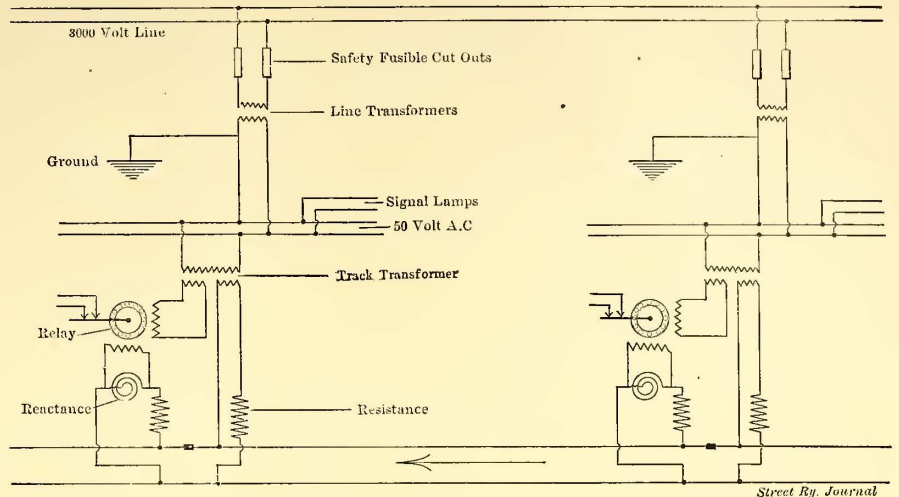 3000 Volt Line
Safety Fusible Cut Outs
Line Transformers
Ground
Signal Lamps
50 Volt A.C
Track Transformer
Relay
Reactance
Resistance
Street Ry. Journal